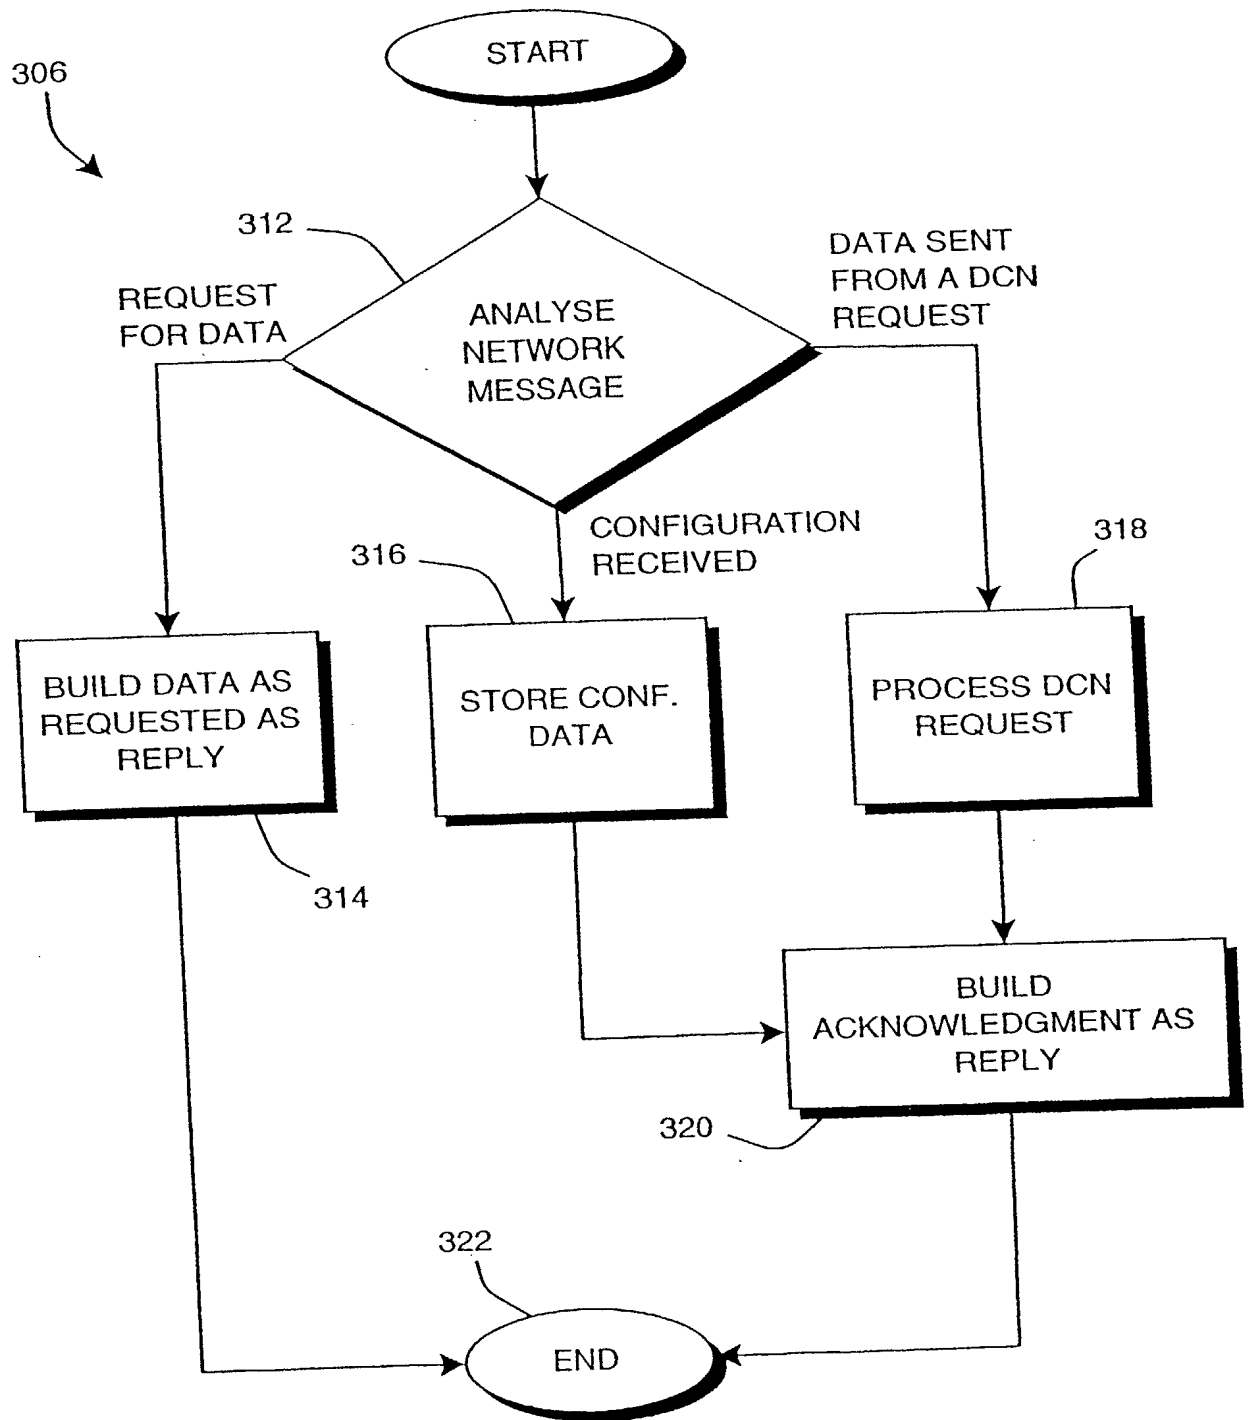 START
306
312
REQUEST
FOR DATA
ANALYSE
NETWORK
MESSAGE
DATA SENT
FROM A DCN
REQUEST
CONFIGURATION
RECEIVED
316
318
BUILD DATA AS
REQUESTED AS
REPLY
STORE CONF.
DATA
PROCESS DCN
REQUEST
314
BUILD
ACKNOWLEDGMENT AS
REPLY
320
322
END